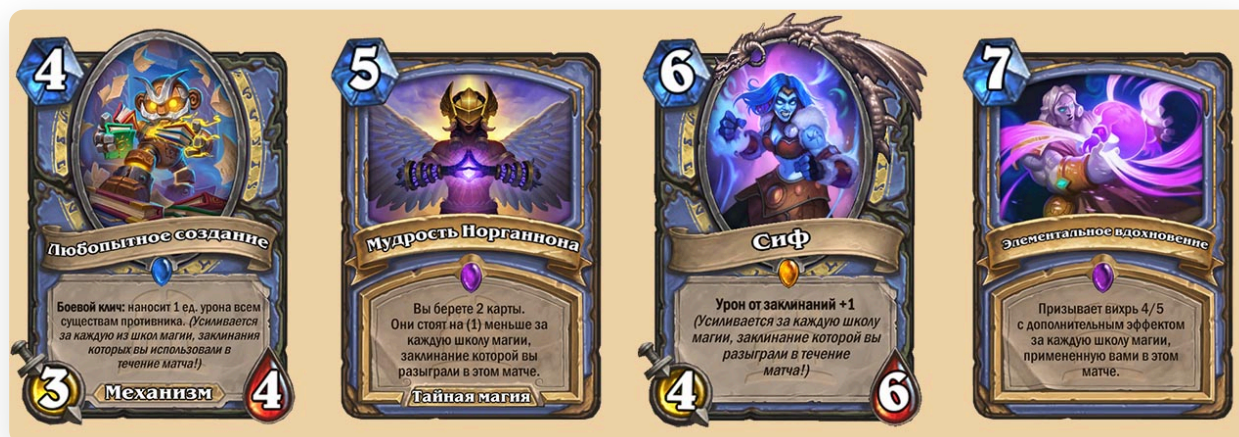 4
Любопытное создание
Боевой клич: наносит 1 ед. урона всем
существам противника. (Усиливается
за каждую из школ магии, заклинания
которых вы использовали в
течение матча!)
3
Механизм
4
5
Мудрость Норганнона
Вы берете 2 карты.
Они стоят на (1) меньше за
каждую школу магии,
заклинание которой вы
разыграли в этом матче.
Тайная магия
6
Сиф
Урон от заклинаний +1
(Усиливается за каждую школу
магии, заклинание которой вы
разыграли в течение
матча!)
4
6
7
Элементальное вдохновение
Призывает вихрь 4/5
с дополнительным эффектом
за каждую школу магии,
примененную вами в этом
матче.